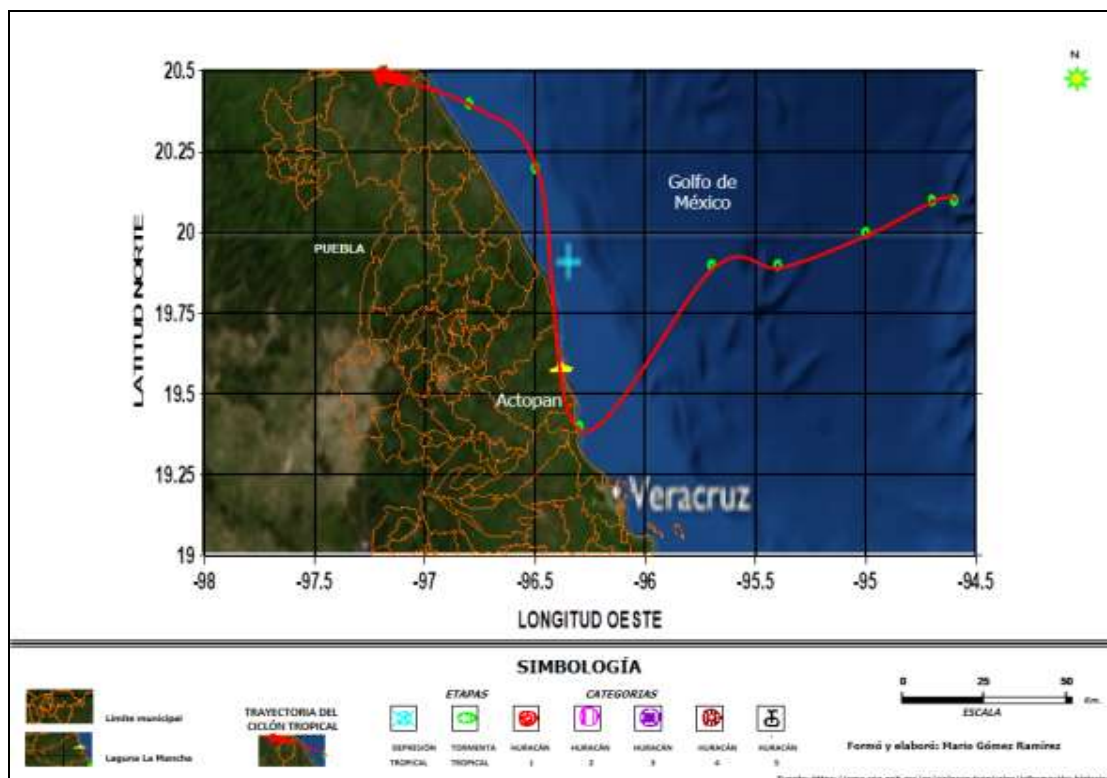 N
20.5
20.25
20
19.75
19.5
19.25
19
LATITUD NORTE
Golfo de
México
PUEBLA
Actopan
Veracruz
-98
-97.5
-97
-96.5
-96
-95.5
-95
-94.5
LONGITUD OESTE
SIMBOLOGÍA
ETAPAS
CATEGORIAS
Limite municipal
Laguna La Mancha
TRAYECTORIA DEL
CICLÓN TROPICAL
DEPRESIÓN
TROPICAL
TORMENTA
TROPICAL
HURACÁN
1
HURACÁN
2
HURACÁN
3
HURACÁN
4
HURACÁN
5
0 25 50
Km.
ESCALA
Formó y elaboró: Mario Gómez Ramírez